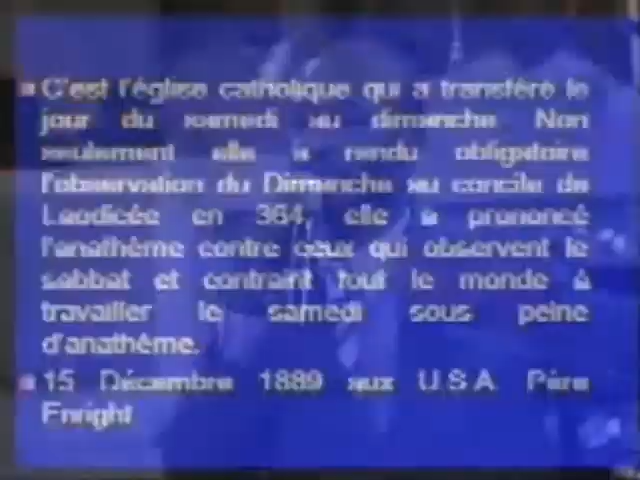 C'est l'église catholique qui a transféré le
jour du samedi au dimanche. Non
seulement elle a rendu obligatoire
l'observation du Dimanche au concile de
Laodicée en 364, elle a prononcé
l'anathème contre ceux qui observent le
sabbat et contraint tout le monde à
travailler le samedi sous peine
d'anathème.
15 Décembre 1889 aux U.S.A. Père
Enright